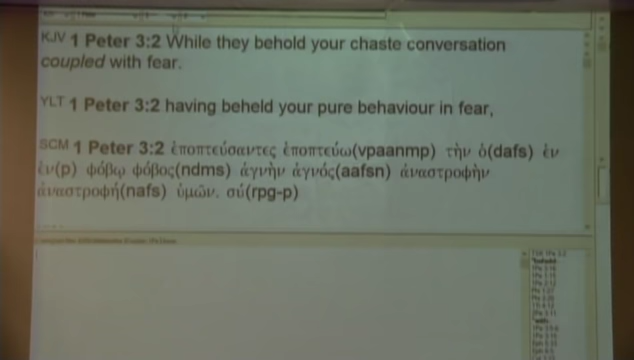 KJV 1 Peter 3:2 While they behold your chaste conversation
coupled with fear.
YLT 1 Peter 3:2 having beheld your pure behaviour in fear,
SCM 1 Peter 3:2 ἐποπτεύσαντες ἐποπτεύω(vpaanmp) τὴν ὁ(dafs) ἐν
ἐν(p) φόβῳ φόβος(ndms) ἁγνὴν ἁγνός(aafsn) ἀναστροφὴν
ἀναστροφή(nafs) ὑμῶν. σύ(rpg-p)